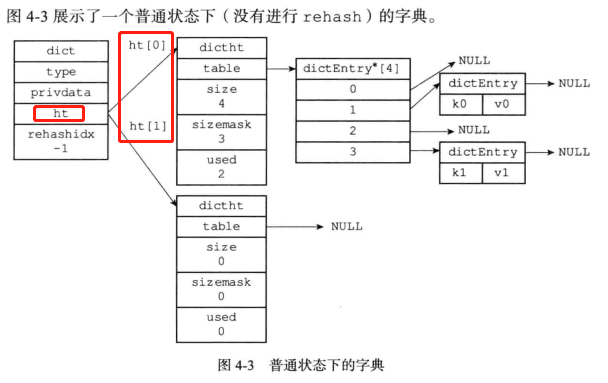 图 4-3 展示了一个普通状态下（没有进行 rehash）的字典。
dict
type
privdata
ht
rehashidx
-1
ht[0]
ht[1]
dictht
table
size
4
sizemask
3
used
2
dictEntry*[4]
0
1
2
3
NULL
dictEntry
k0 v0
NULL
NULL
dictEntry
k1 v1
NULL
dictht
table
size
0
sizemask
0
used
0
NULL
图 4-3 普通状态下的字典